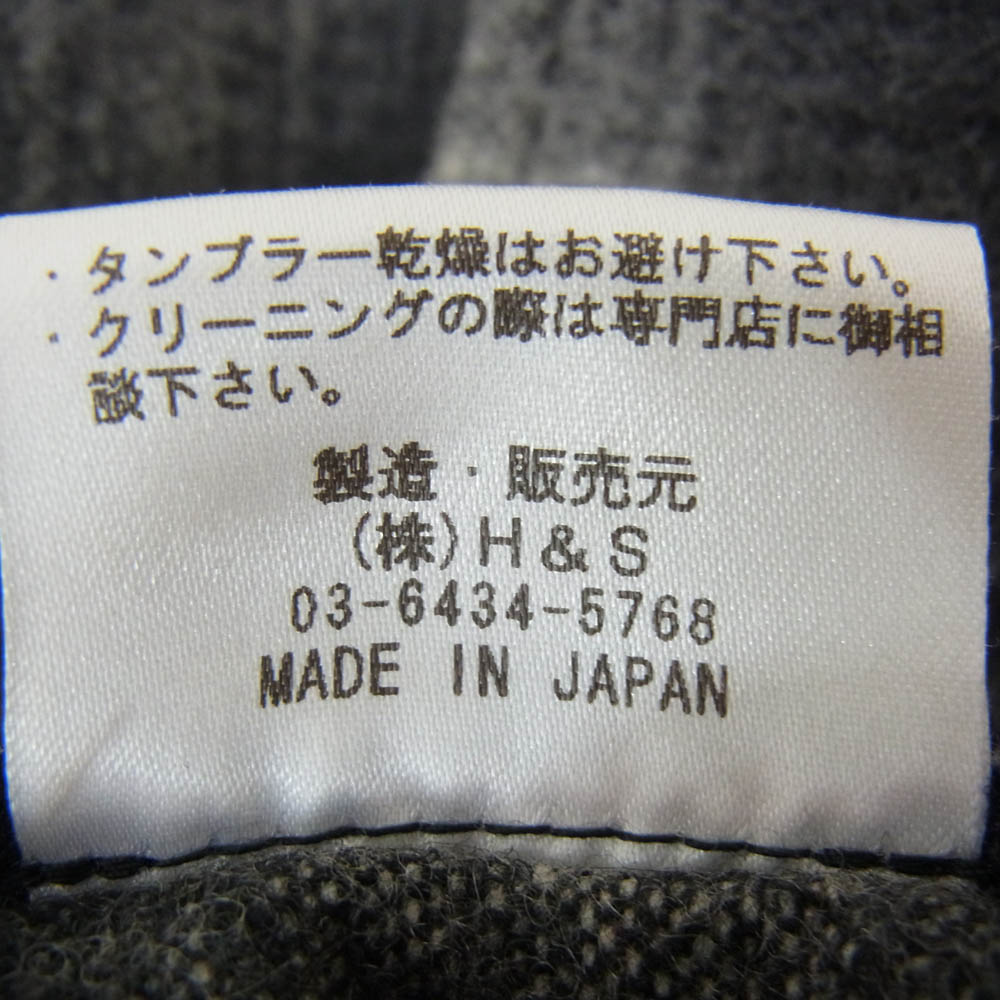 ・タンブラー乾燥はお避け下さい。
・クリーニングの際は専門店に御相
談下さい。
製造・販売元
（株）H＆S
03-6434-5768
MADE IN JAPAN